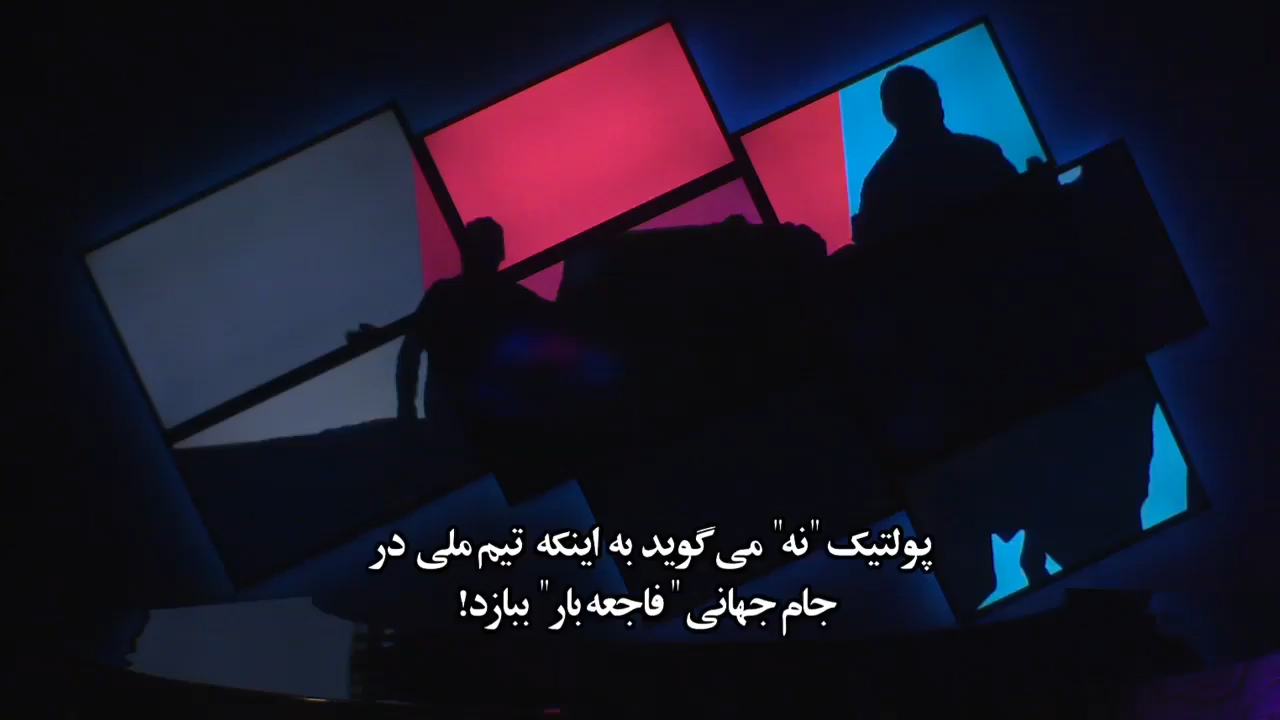 پولتیک "نه" می‌گوید به اینکه تیم ملی در
جام جهانی "فاجعه‌بار" ببازد!